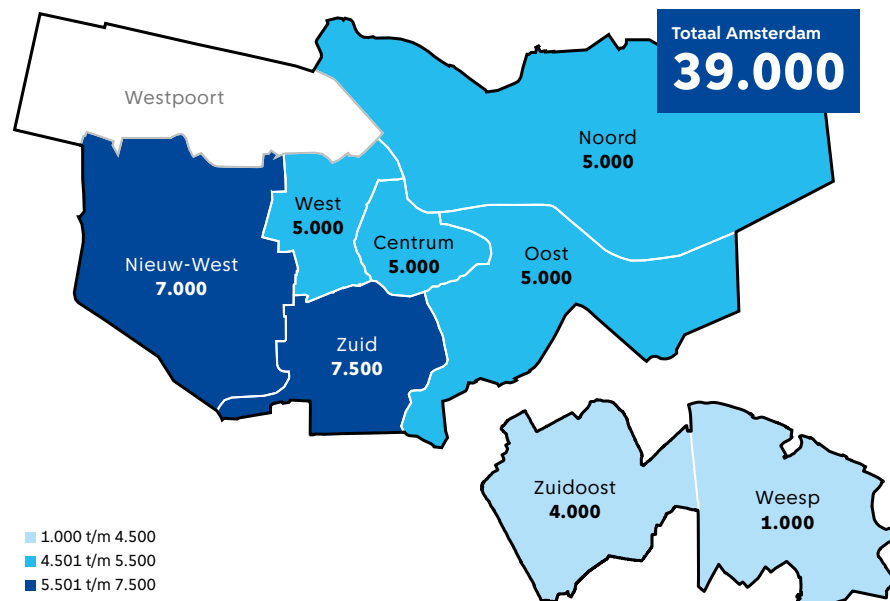 Totaal Amsterdam
39.000
Westpoort
Noord
5.000
West
5.000
Centrum
5.000
Oost
5.000
Nieuw-West
7.000
Zuid
7.500
Zuidoost
4.000
Weesp
1.000
1.000 t/m 4.500
4.501 t/m 5.500
5.501 t/m 7.500